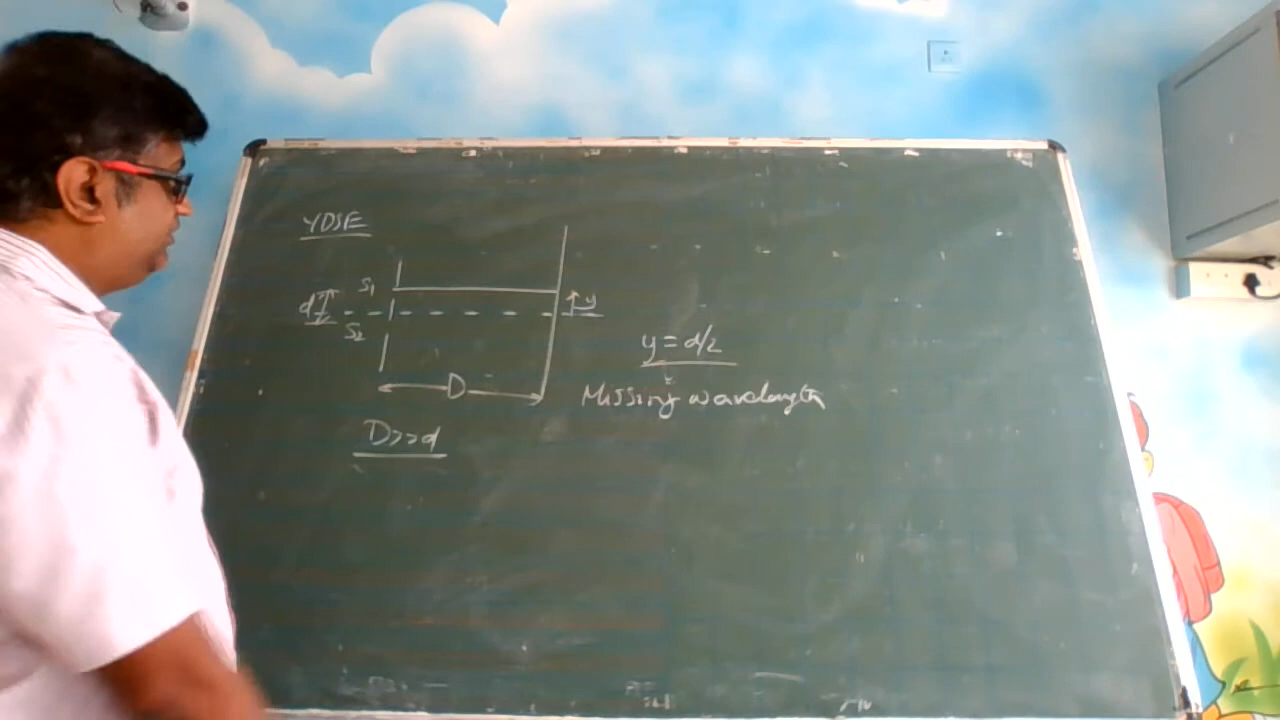 YDSE
S1
d
y
S2
y = d/2
D
Missing wavelength
D>>d